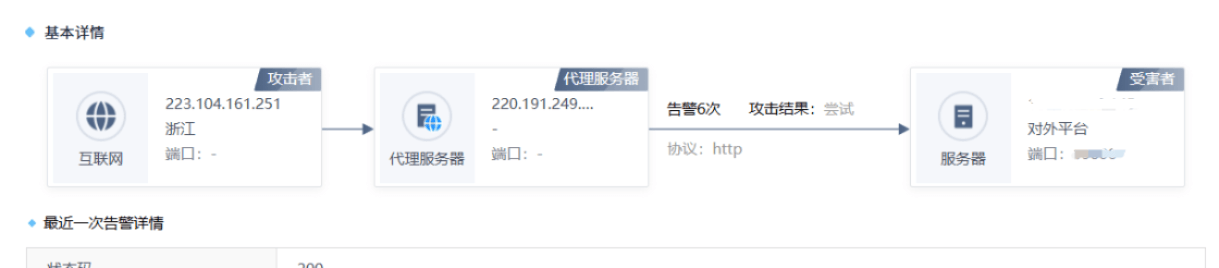 基本详情
攻击者
223.104.161.251
浙江
端口：-
互联网
代理服务器
220.191.249....
-
端口：-
代理服务器
告警6次 攻击结果：尝试
协议：http
受害者
对外平台
端口：
服务器
最近一次告警详情
状态码 200